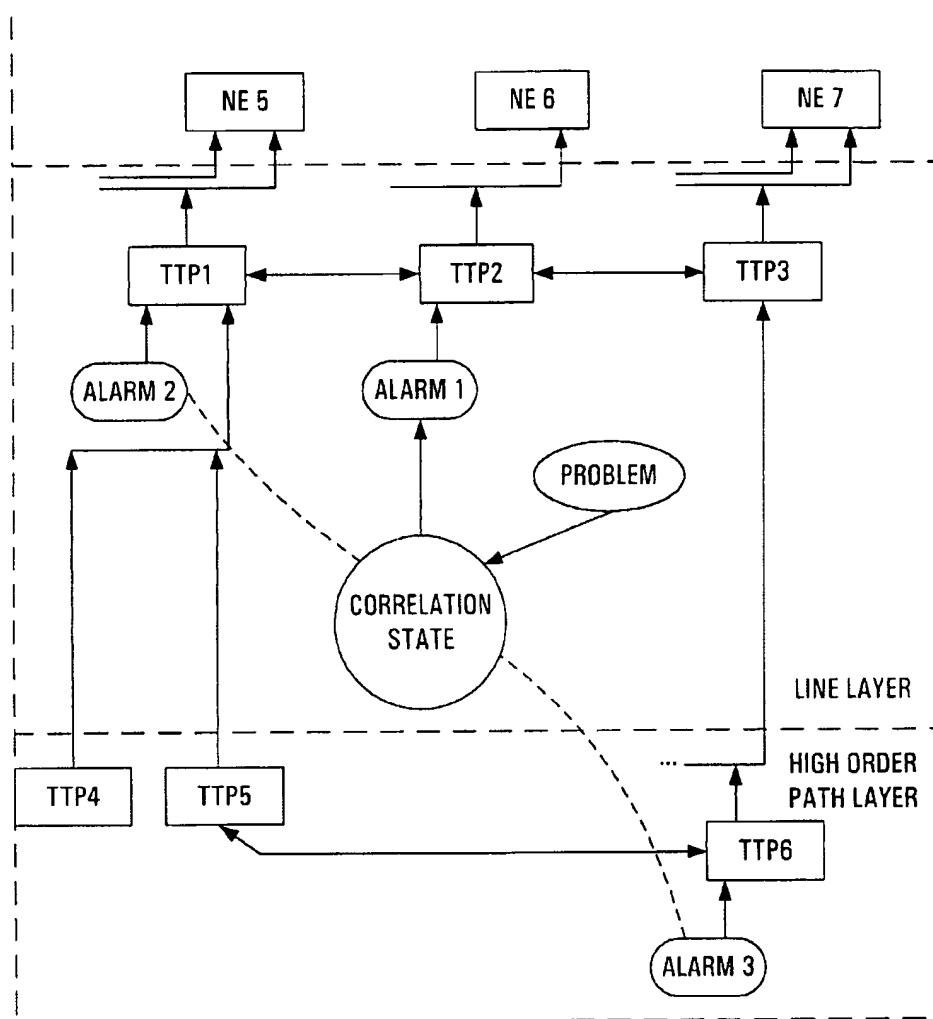 NE 5
NE 6
NE 7
TTP1
TTP2
TTP3
ALARM 2
ALARM 1
PROBLEM
CORRELATION
STATE
LINE LAYER
...
HIGH ORDER
PATH LAYER
TTP4
TTP5
TTP6
ALARM 3